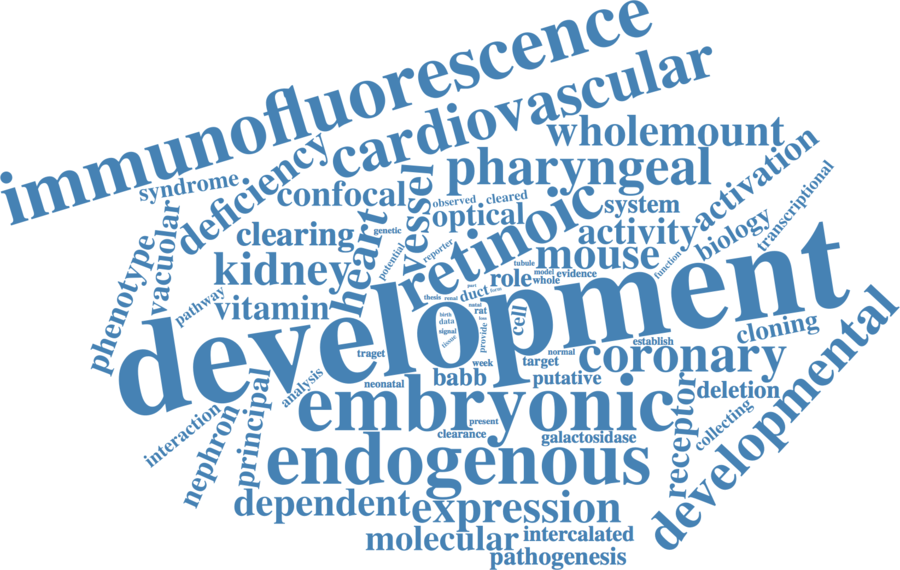 immunofluorescence
cardiovascular
wholemount
pharyngeal
activation
transcriptional
syndrome
deficiency
confocal
vessel
observed
cleared
optical
retinoic
system
activity
biology
phenotype
vacuolar
clearing
heart
genetic
potential
reporter
mouse
function
kidney
tubule
role
model
evidence
whole
pathway
vitamin
thesis
renal
duct
form
development
birth
data
signal
tissue
rat
provide
cell
cloning
traget
week
normal
target
establish
coronary
developmental
analysis
neonatal
babb
putative
deletion
principal
embryonic
receptor
collecting
interaction
nephron
present
clearance
galactosidase
endogenous
dependent
expression
molecular
intercalated
pathogenesis